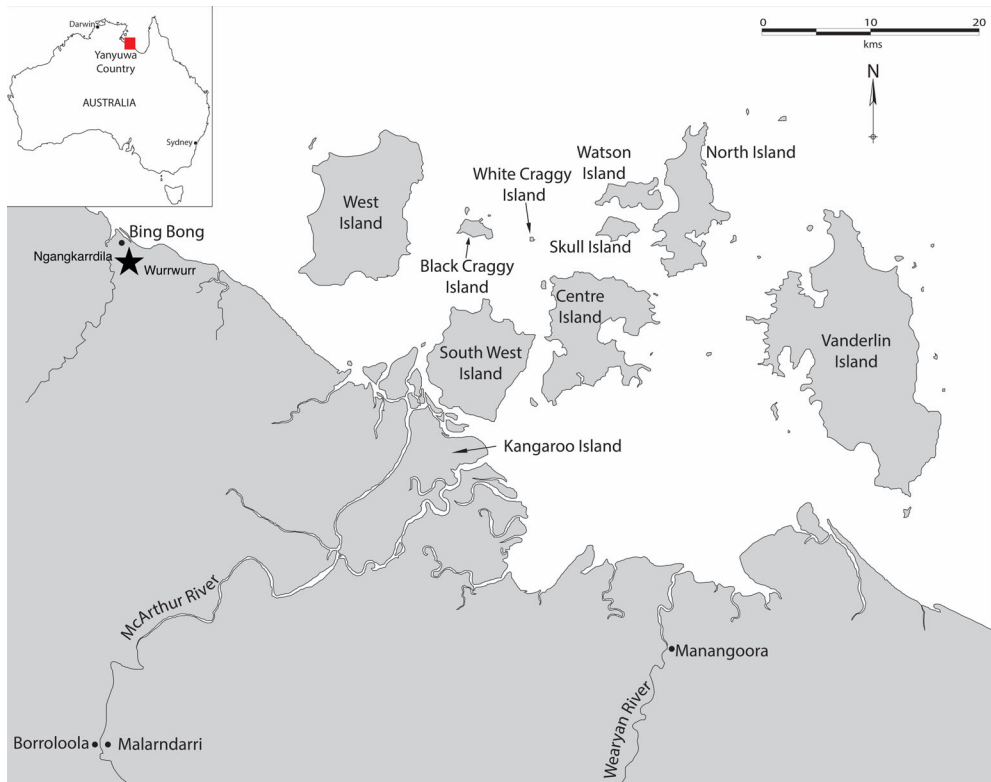 Darwin
Yanyuwa
Country
AUSTRALIA
Sydney
0 10 20
kms
N
West
Island
White Craggy
Island
Watson
Island
North Island
Skull Island
Black Craggy
Island
Bing Bong
Ngangkarrdila
Wurrwurr
Centre
Island
South West
Island
Vanderlin
Island
Kangaroo Island
McArthur River
Manangoora
Wearyan River
Borroloola
Malarndarri